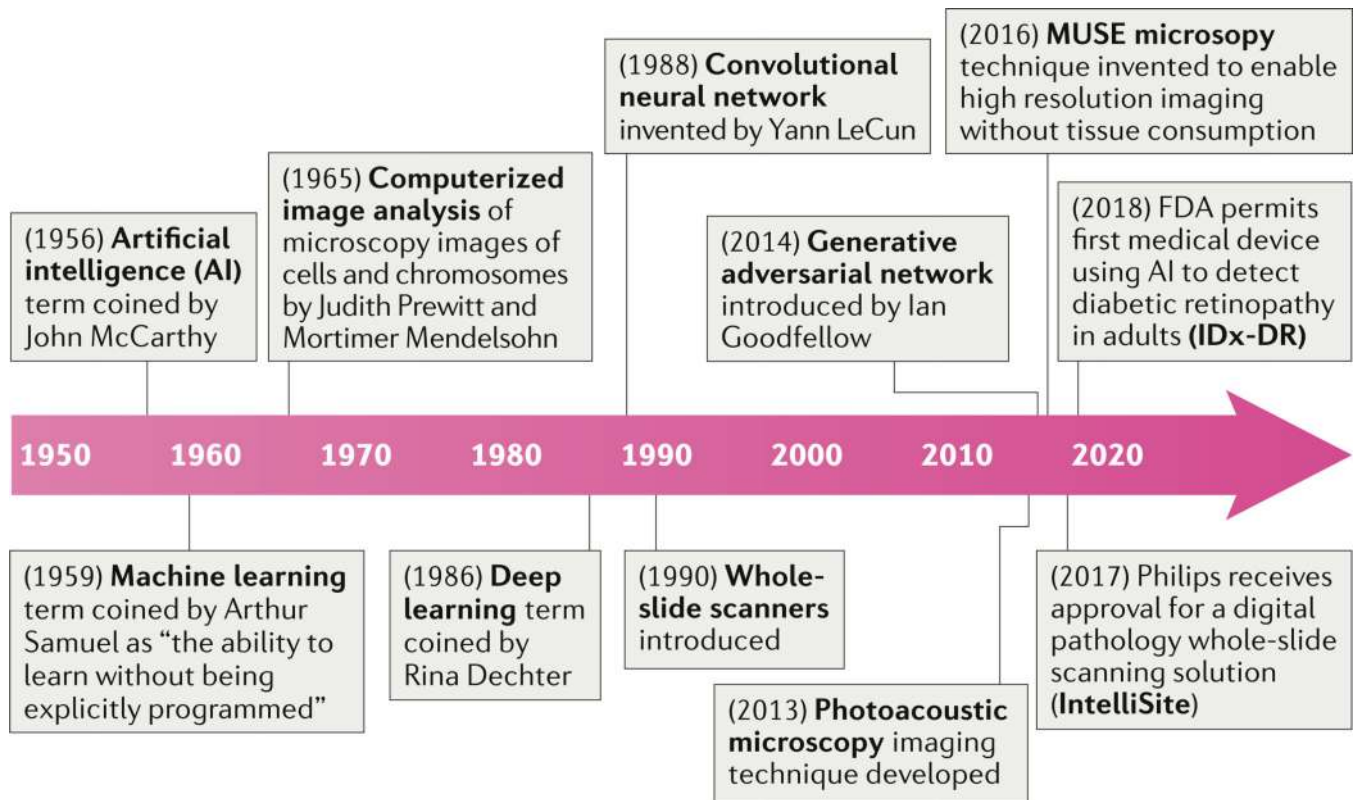 (1988) Convolutional
neural network
invented by Yann LeCun
(2016) MUSE microsopy
technique invented to enable
high resolution imaging
without tissue consumption
(1965) Computerized
image analysis of
microscopy images of
cells and chromosomes
by Judith Prewitt and
Mortimer Mendelsohn
(1956) Artificial
intelligence (AI)
term coined by
John McCarthy
(2014) Generative
adversarial network
introduced by Ian
Goodfellow
(2018) FDA permits
first medical device
using AI to detect
diabetic retinopathy
in adults (IDx-DR)
1950 1960 1970 1980 1990 2000 2010 2020
(1959) Machine learning
term coined by Arthur
Samuel as “the ability to
learn without being
explicitly programmed”
(1986) Deep
learning term
coined by
Rina Dechter
(1990) Whole-
slide scanners
introduced
(2013) Photoacoustic
microscopy imaging
technique developed
(2017) Philips receives
approval for a digital
pathology whole-slide
scanning solution
(IntelliSite)